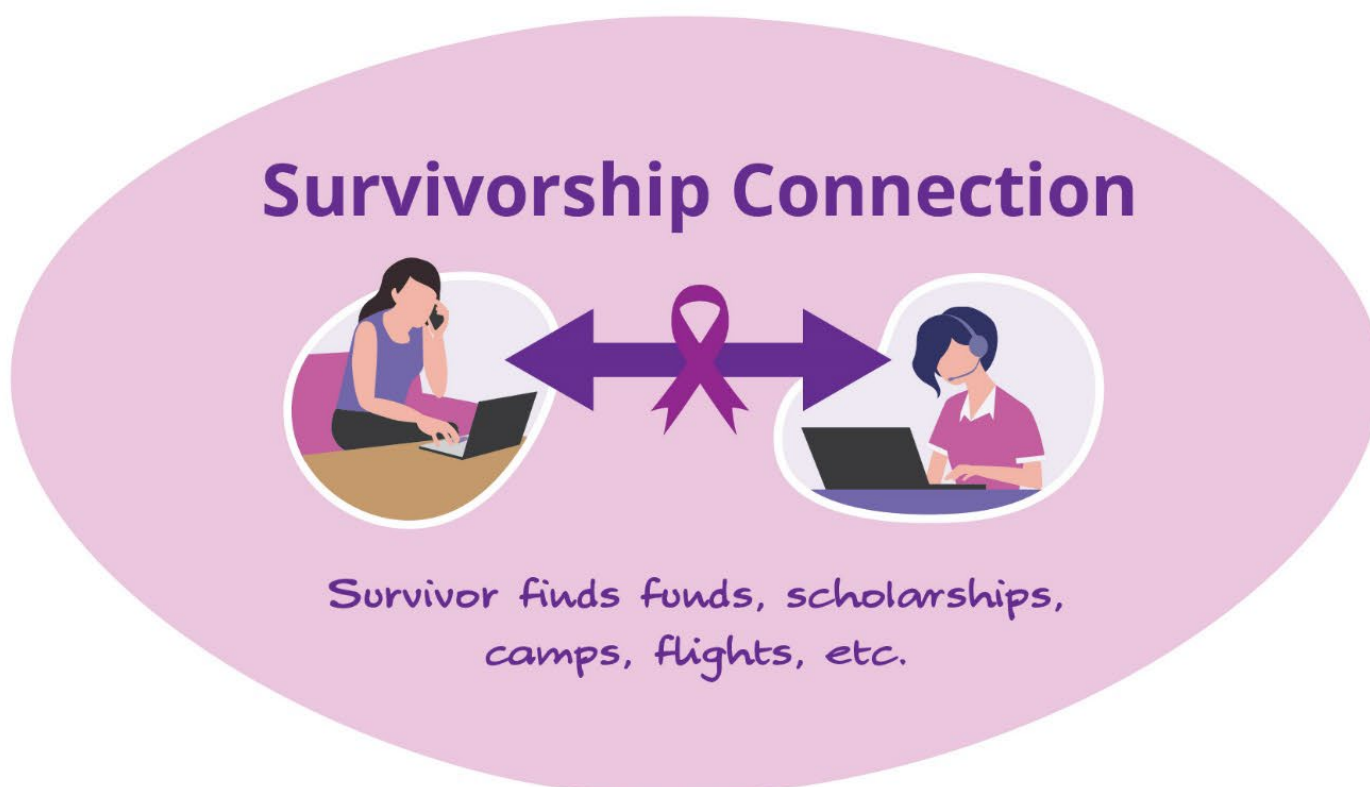 Survivorship Connection
Survivor finds funds, scholarships,
camps, flights, etc.